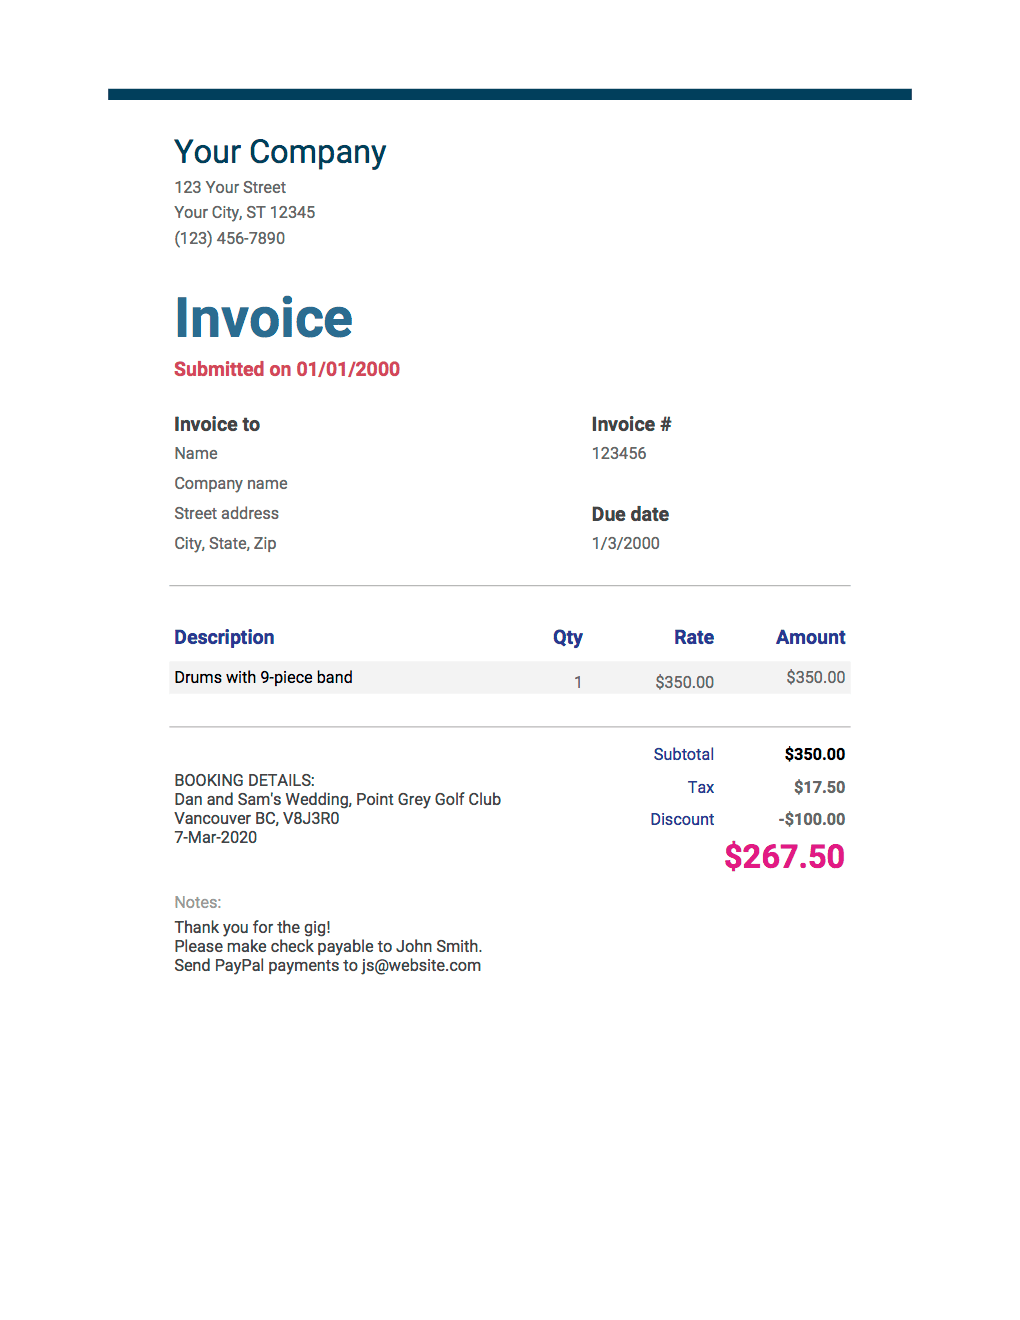 Your Company
123 Your Street
Your City, ST 12345
(123) 456-7890
Invoice
Submitted on 01/01/2000
Invoice to Invoice #
Name 123456
Company name
Street address Due date
City, State, Zip 1/3/2000
Description Qty Rate Amount
Drums with 9-piece band 1 $350.00 $350.00
Subtotal $350.00
BOOKING DETAILS:
Tax $17.50
Dan and Sam's Wedding, Point Grey Golf Club
Vancouver BC, V8J3R0
Discount -$100.00
7-Mar-2020
$267.50
Notes:
Thank you for the gig!
Please make check payable to John Smith.
Send PayPal payments to js@website.com